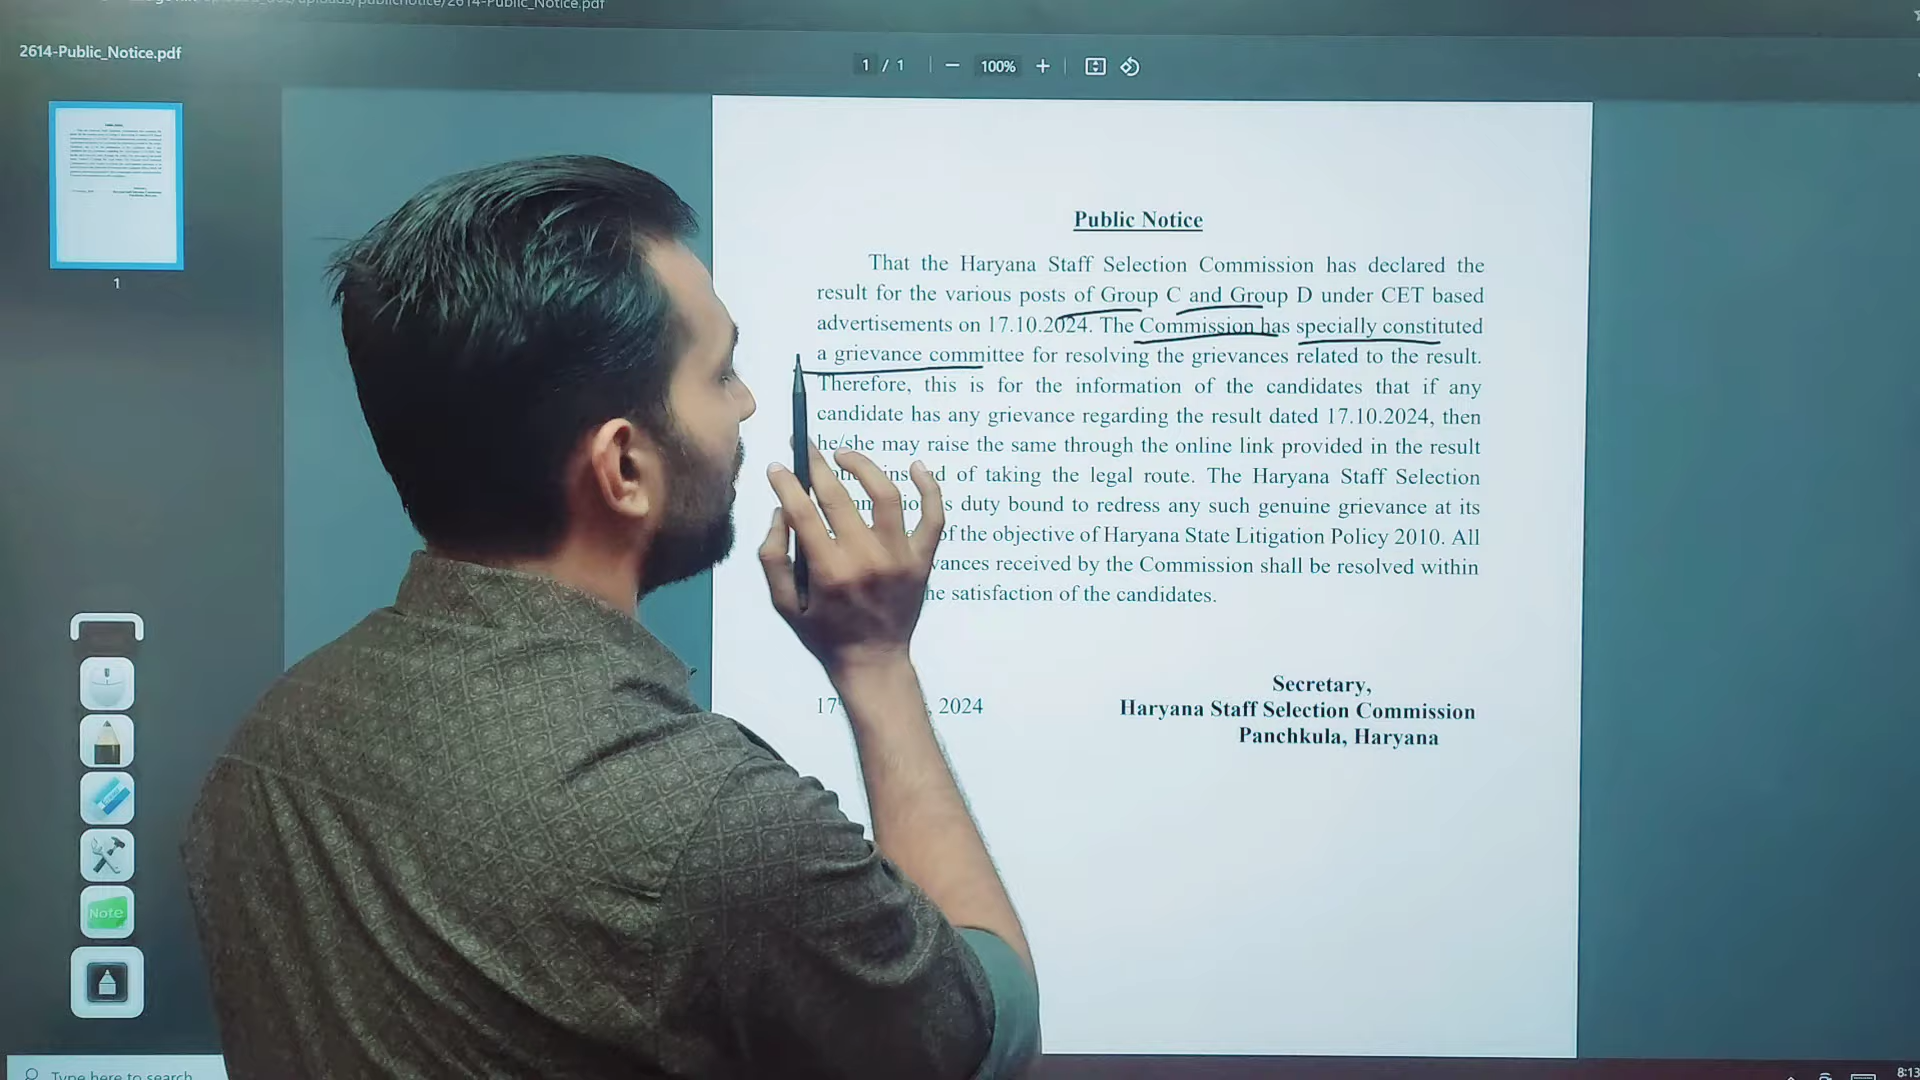 2614-Public_Notice.pdf
1 / 1
100%
1
Public Notice
That the Haryana Staff Selection Commission has declared the
result for the various posts of Group C and Group D under CET based
advertisements on 17.10.2024. The Commission has specially constituted
a grievance committee for resolving the grievances related to the result.
Therefore, this is for the information of the candidates that if any
candidate has any grievance regarding the result dated 17.10.2024, then
he/she may raise the same through the online link provided in the result
of taking the legal route. The Haryana Staff Selection
duty bound to redress any such genuine grievance at its
of the objective of Haryana State Litigation Policy 2010. All
received by the Commission shall be resolved within
satisfaction of the candidates.
, 2024
Secretary,
Haryana Staff Selection Commission
Panchkula, Haryana
Note
Type here to search
8:13